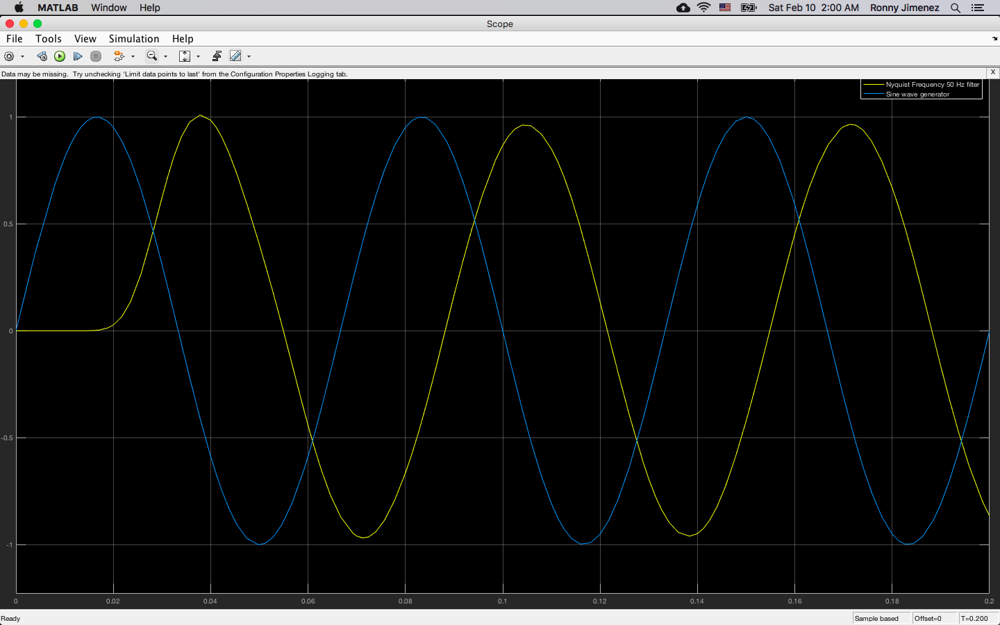 MATLAB Window Help Sat Feb 10 2:00 AM Ronny Jimenez
Scope
File Tools View Simulation Help
Data may be missing. Try unchecking 'Limit data points to last' from the Configuration Properties Logging tab. X
Nyquist Frequency 50 Hz filter
Sine wave generator
1
0.5
0
-0.5
-1
0 0.02 0.04 0.06 0.08 0.1 0.12 0.14 0.16 0.18 0.2
Ready Sample based Offset=0 T=0.200